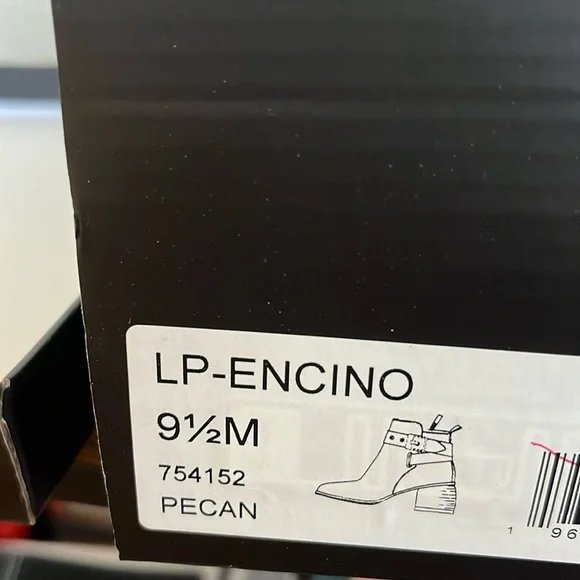 LP-ENCINO
9½M
754152
PECAN
1 96